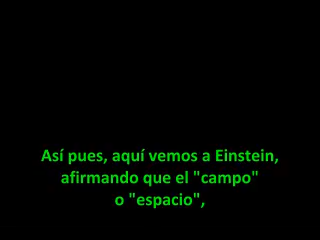 Así pues, aquí vemos a Einstein,
afirmando que el "campo"
o "espacio",